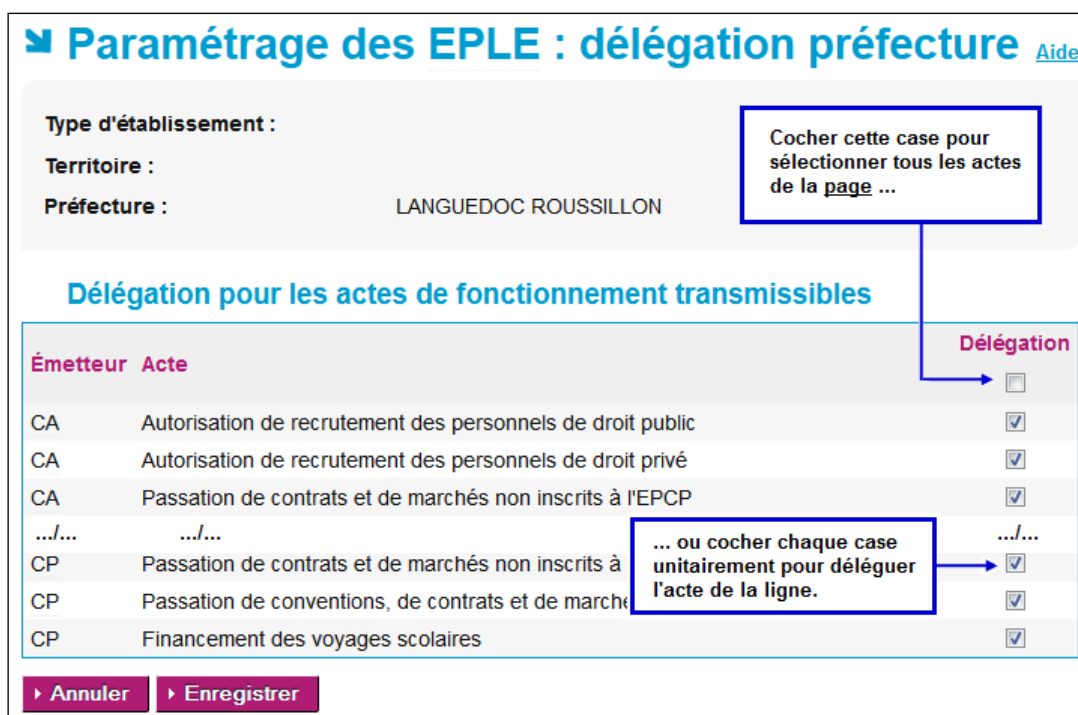 Paramétrage des EPLE : délégation préfecture Aide
Type d'établissement :
Territoire :
Préfecture : LANGUEDOC ROUSSILLON
Cocher cette case pour
sélectionner tous les actes
de la page ...
Délégation pour les actes de fonctionnement transmissibles
Émetteur Acte Délégation
CA Autorisation de recrutement des personnels de droit public
CA Autorisation de recrutement des personnels de droit privé
CA Passation de contrats et de marchés non inscrits à l'EPCP
.../... .../... .../...
CP Passation de contrats et de marchés non inscrits à
... ou cocher chaque case
unitairement pour déléguer
l'acte de la ligne.
CP Passation de conventions, de contrats et de
CP Financement des voyages scolaires
Annuler Enregistrer